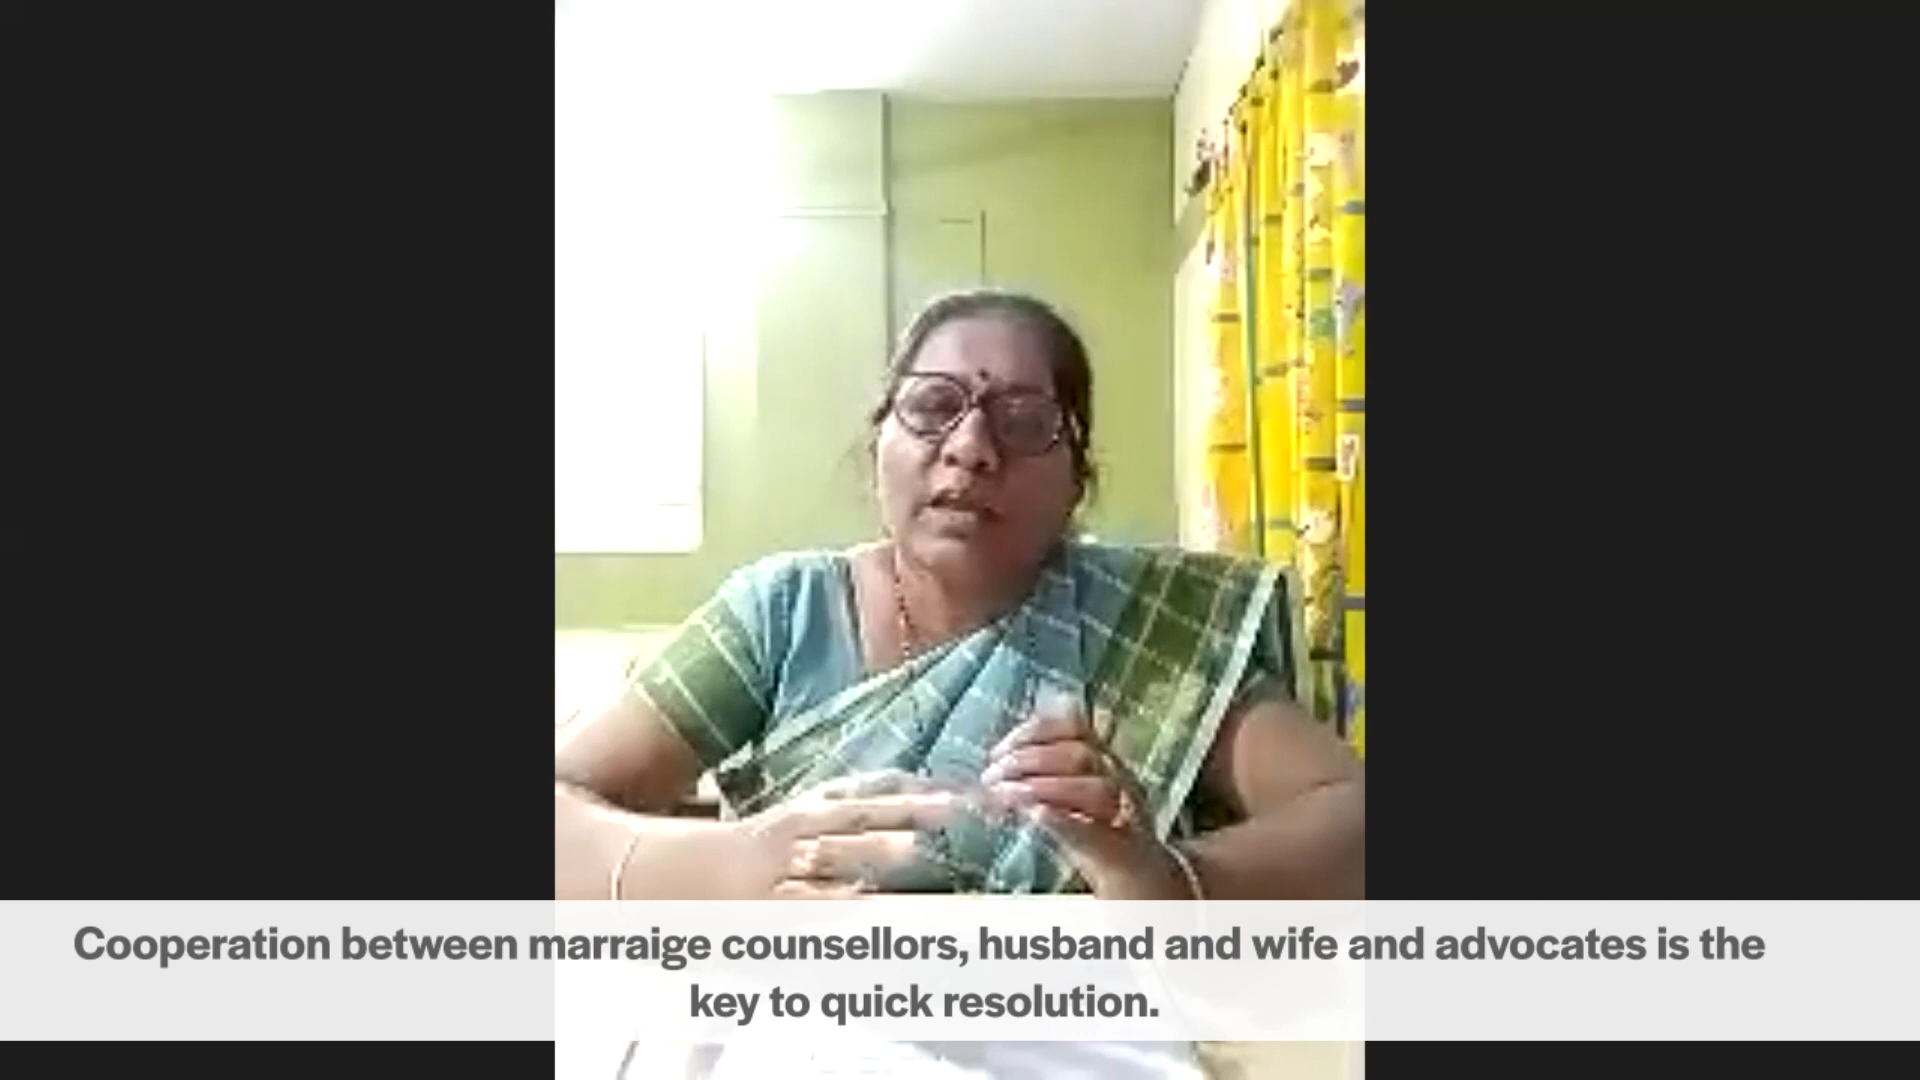 Cooperation between marraige counsellors, husband and wife and advocates is the
key to quick resolution.